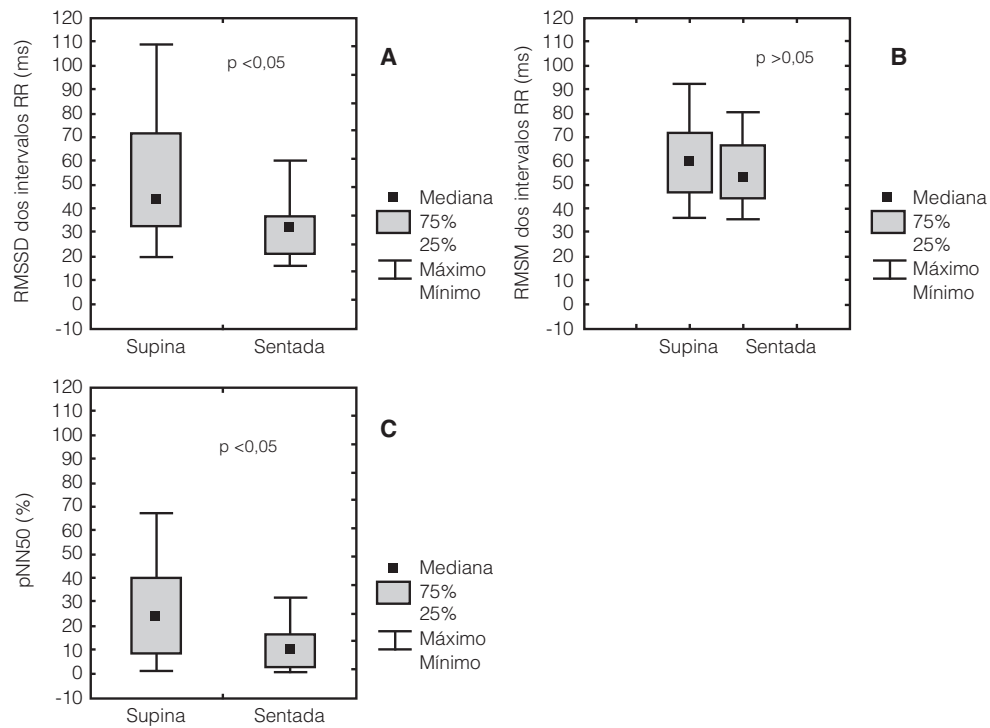 120
110
100
90
80
70
60
50
40
30
20
10
0
-10
RMSSD dos intervalos RR (ms)
p <0,05
A
Mediana
75%
25%
Máximo
Mínimo
Supina
Sentada
120
110
100
90
80
70
60
50
40
30
20
10
0
-10
RMSM dos intervalos RR (ms)
p >0,05
B
Mediana
75%
25%
Máximo
Mínimo
Supina
Sentada
120
110
100
90
80
70
60
50
40
30
20
10
0
-10
pNN50 (%)
p <0,05
C
Mediana
75%
25%
Máximo
Mínimo
Supina
Sentada